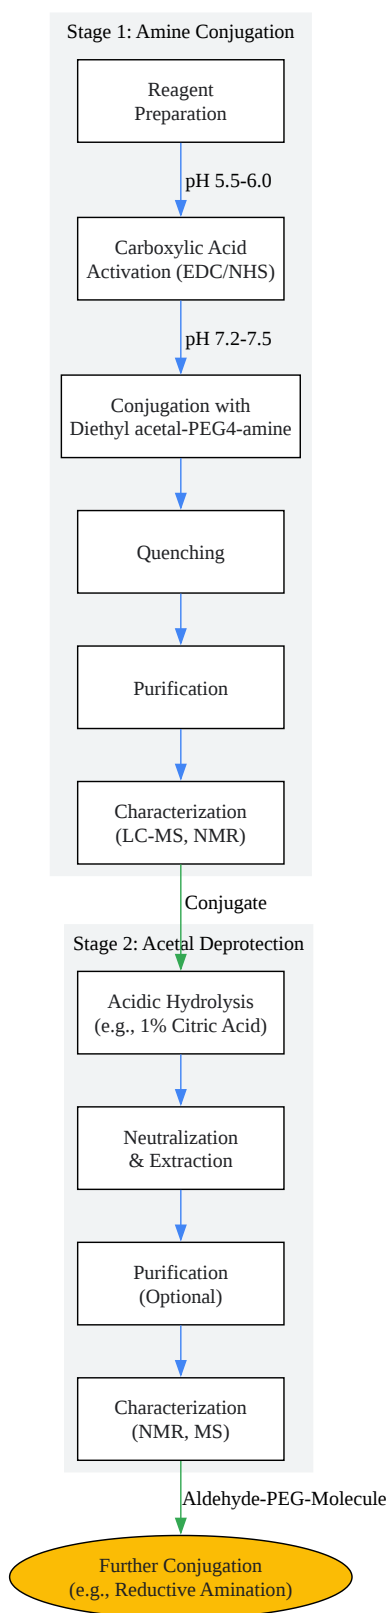 Stage 1: Amine Conjugation
Reagent
Preparation
pH 5.5-6.0
Carboxylic Acid
Activation (EDC/NHS)
pH 7.2-7.5
Conjugation with
Diethyl acetal-PEG4-amine
Quenching
Purification
Characterization
(LC-MS, NMR)
Conjugate
Stage 2: Acetal Deprotection
Acidic Hydrolysis
(e.g., 1% Citric Acid)
Neutralization
& Extraction
Purification
(Optional)
Characterization
(NMR, MS)
Aldehyde-PEG-Molecule
Further Conjugation
(e.g., Reductive Amination)